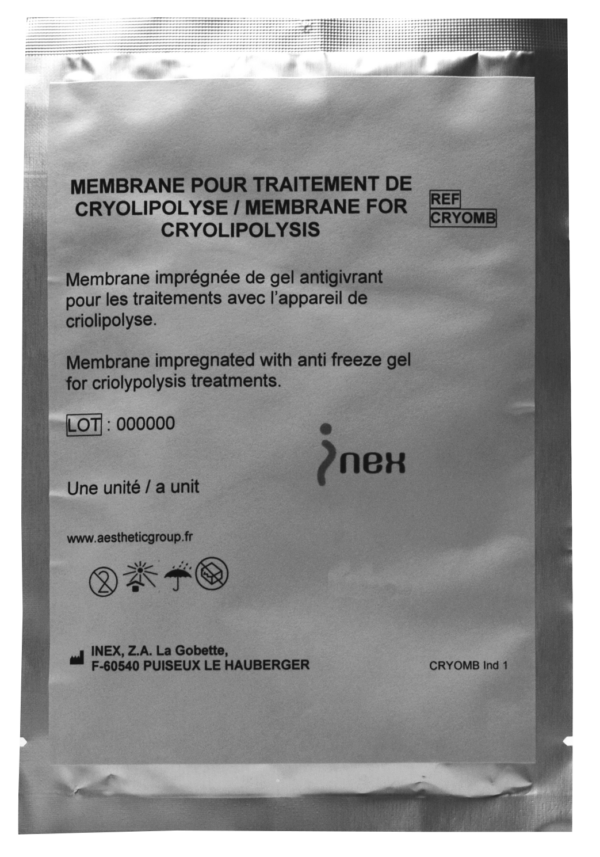 MEMBRANE POUR TRAITEMENT DE
CRYOLIPOLYSE / MEMBRANE FOR
CRYOLIPOLYSIS
REF
CRYOMB
Membrane imprégnée de gel antigivrant
pour les traitements avec l'appareil de
criolipolyse.
Membrane impregnated with anti freeze gel
for criolypolysis treatments.
LOT : 000000
inex
Une unité / a unit
www.aestheticgroup.fr
2
INEX, Z.A. La Gobette,
F-60540 PUISEUX LE HAUBERGER
CRYOMB Ind 1